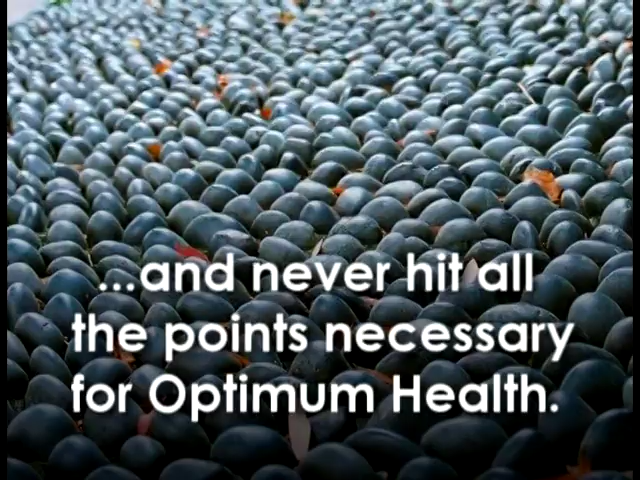 ...and never hit all
the points necessary
for Optimum Health.